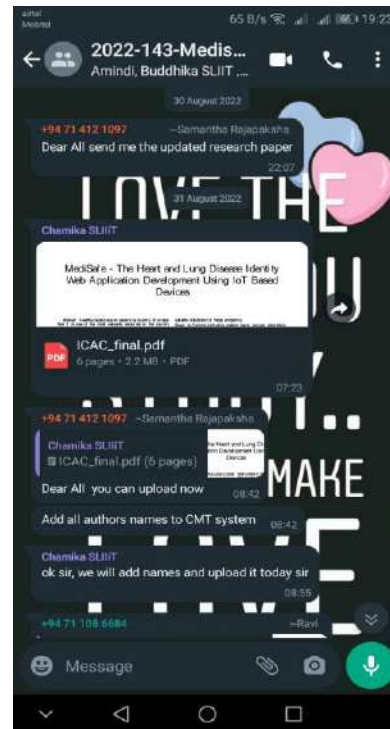 airtel
Mobitel
65 B/s 19:23
2022-143-Medis...
Amindi, Buddhika SLIIT ,...
30 August 2022
+94 71 412 1097 ~Samantha Rajapaksha
Dear All send me the updated research paper
22:07
LOVE THE
31 August 2022
Chamika SLIIT
MediSafe - The Heart and Lung Disease Identity
Web Application Development Using IoT Based
Devices
PDF
ICAC_final.pdf
6 pages • 2.2 MB • PDF
07:23
+94 71 412 1097 ~Samantha Rajapaksha
Chamika SLIIT
ICAC_final.pdf (6 pages)
Dear All you can upload now
08:42
MAKE
Add all authors names to CMT system
08:42
Chamika SLIIT
ok sir, we will add names and upload it today sir
08:55
+94 71 108 6684 ~Ravi
Message